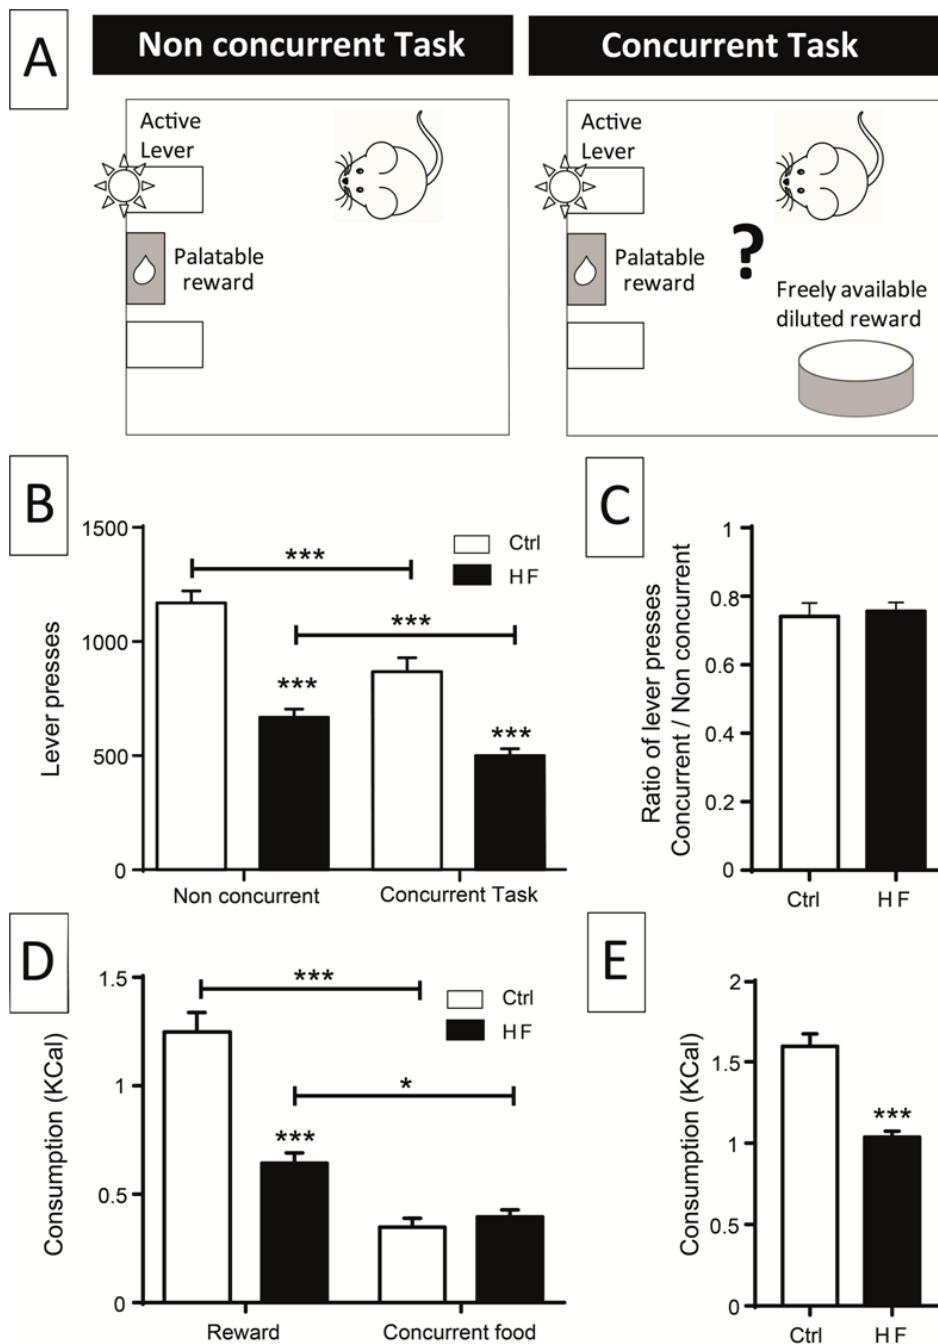 A
Non concurrent Task
Concurrent Task
Active
Lever
Palatable
reward
Active
Lever
Palatable
reward
?
Freely available
diluted reward
B
1500
1000
500
0
Lever presses
***
***
***
***
Ctrl
HF
Non concurrent
Concurrent Task
C
1
0.8
0.6
0.4
0.2
0
Ratio of lever presses
Concurrent / Non concurrent
Ctrl
HF
D
1.5
1
0.5
0
Consumption (KCal)
***
*
***
Ctrl
HF
Reward
Concurrent food
E
2
1.5
1
0.5
0
Consumption (KCal)
***
Ctrl
HF